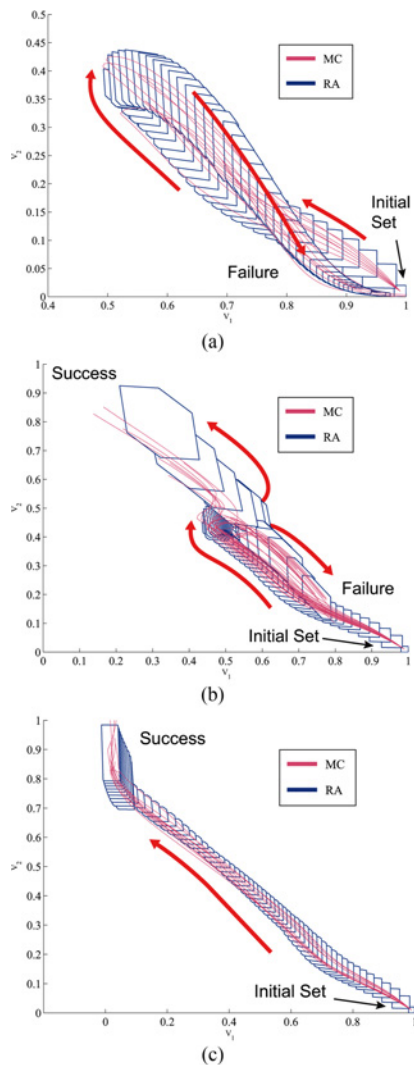 0.45
0.4
0.35
0.3
0.25
0.2
0.15
0.1
0.05
0
V2
MC
RA
Initial
Set
Failure
0.4 0.5 0.6 0.7 0.8 0.9 1
V1
(a)
1
0.9
0.8
0.7
0.6
0.5
0.4
0.3
0.2
0.1
0
V2
Success
MC
RA
Failure
Initial Set
0 0.1 0.2 0.3 0.4 0.5 0.6 0.7 0.8 0.9 1
V1
(b)
1
0.9
0.8
0.7
0.6
0.5
0.4
0.3
0.2
0.1
0
V2
Success
MC
RA
Initial Set
0 0.2 0.4 0.6 0.8 1
V1
(c)